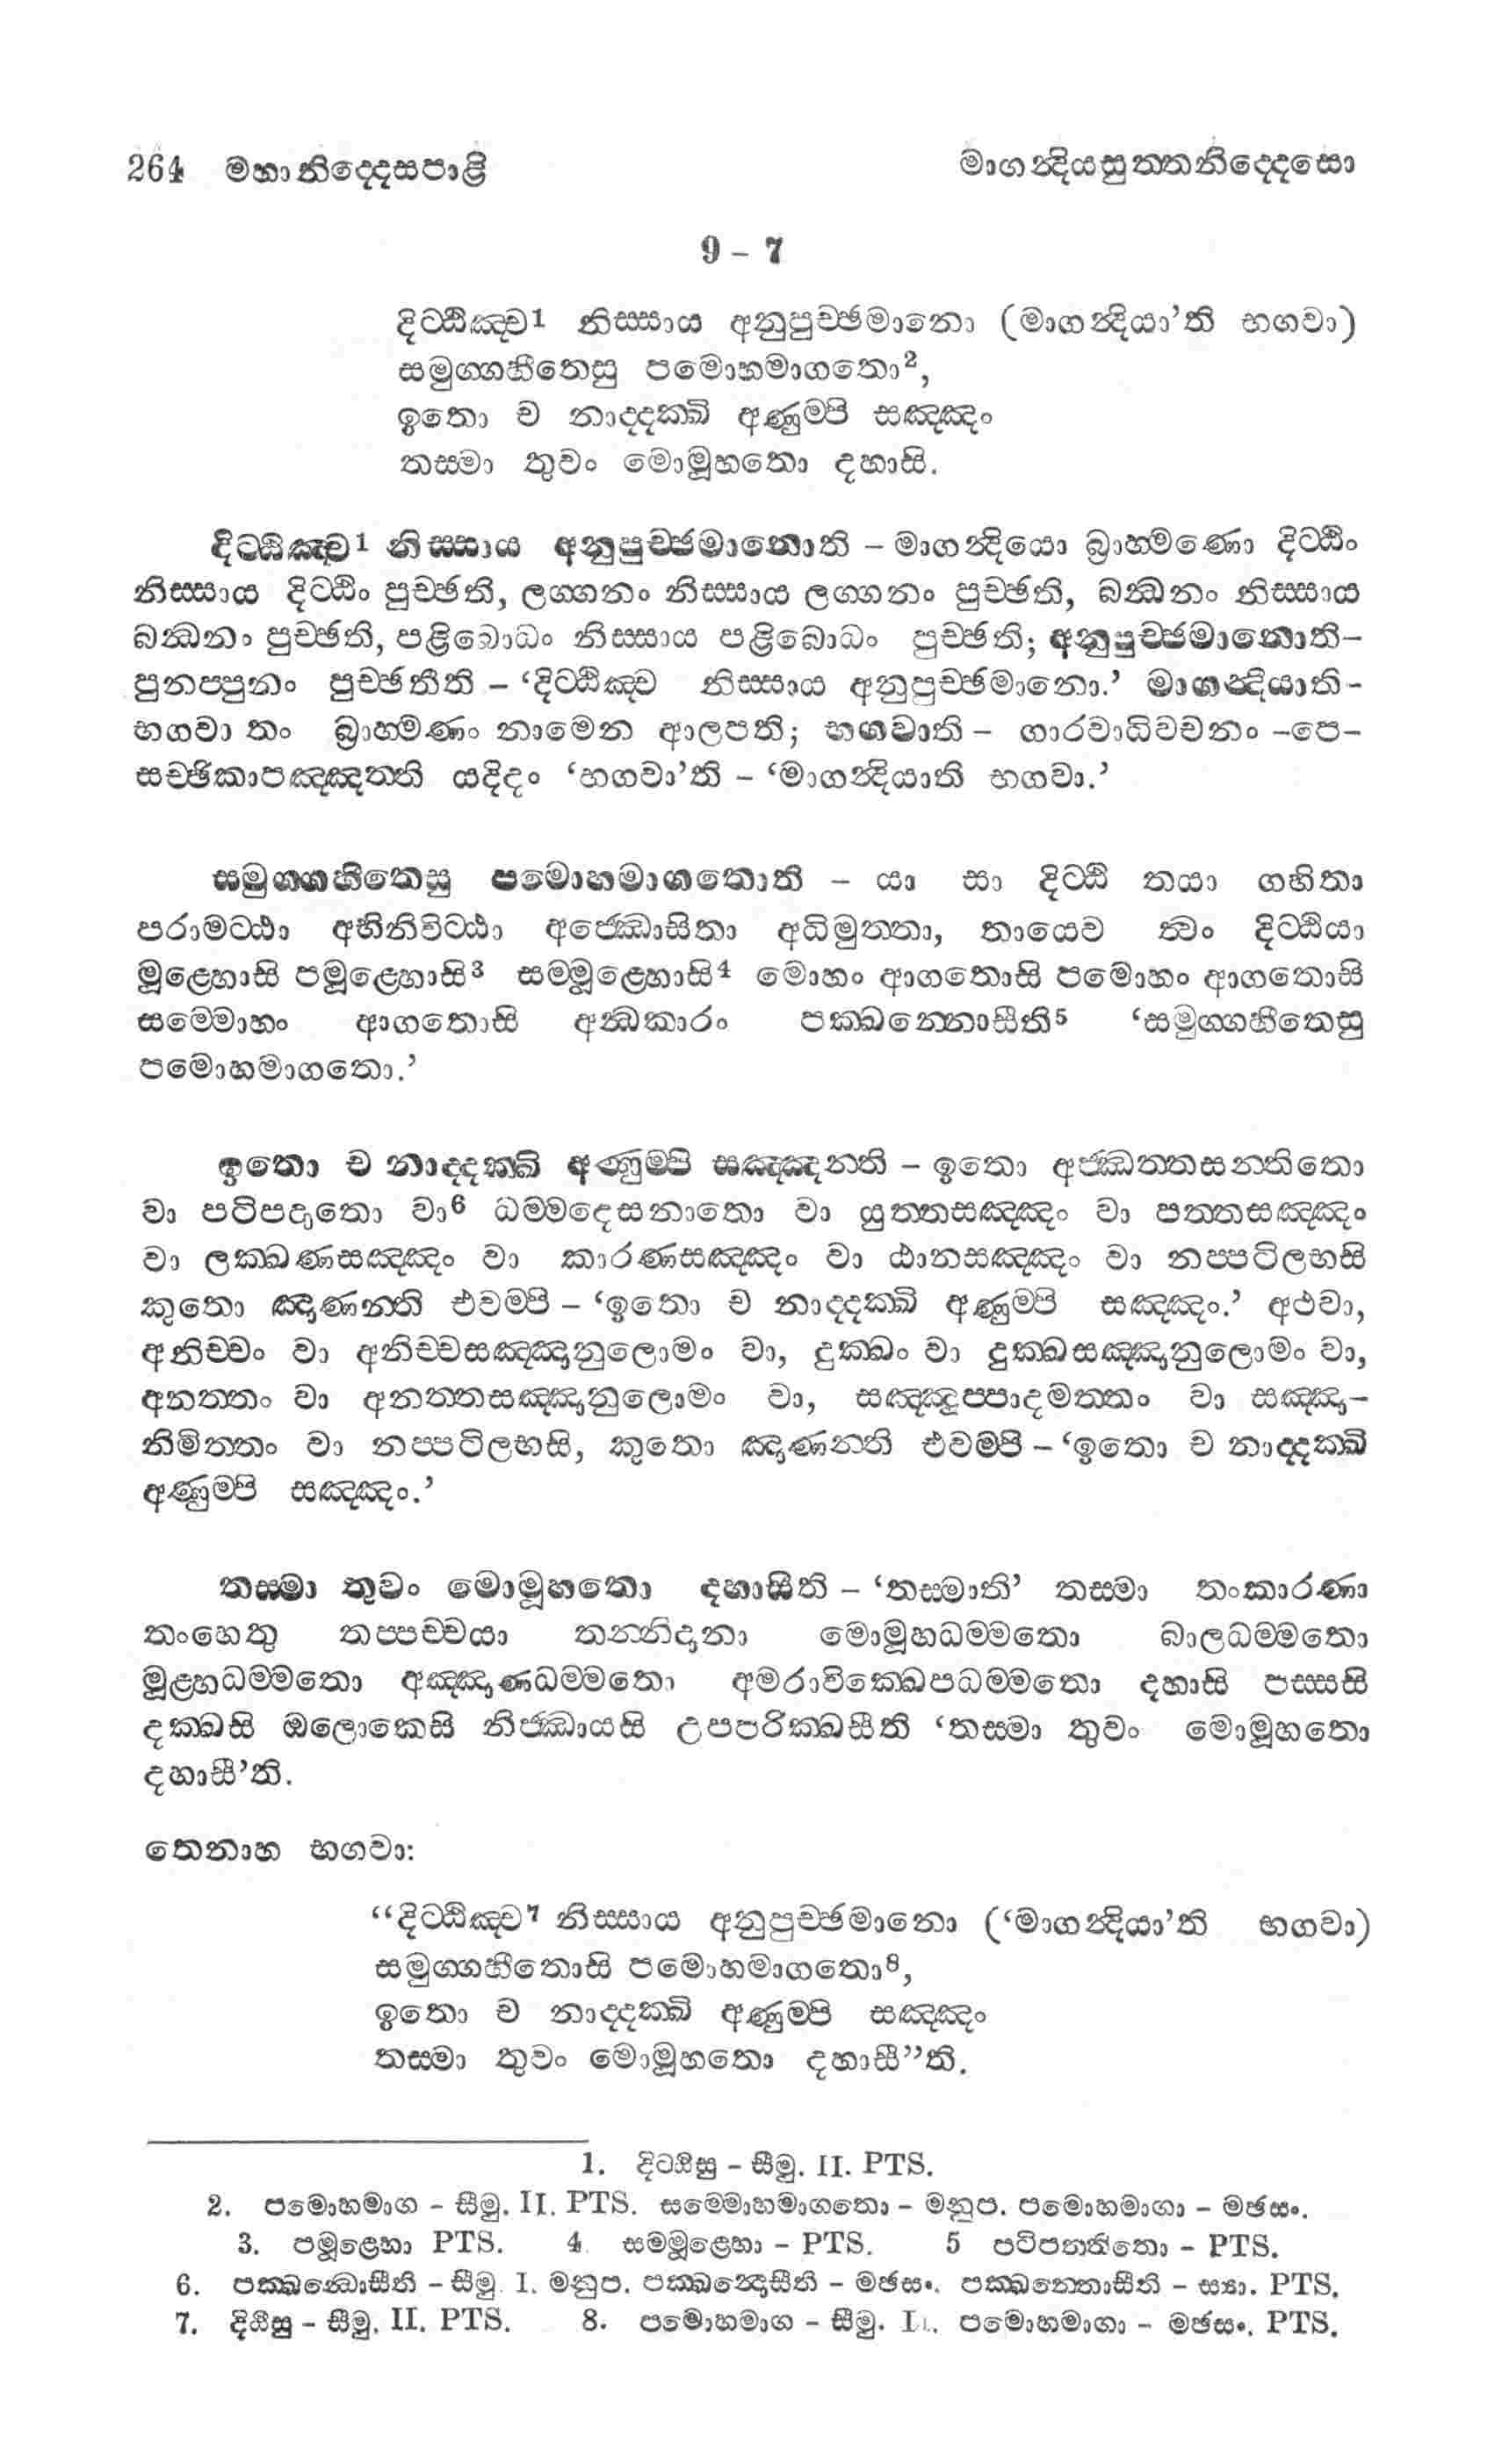 264 මහානිද්දෙසපාළි මාගන්දියසුත්තනිද්දෙසො
9 – 7
දිට්ඨිඤ්ච1 නිස්සාය අනුපුච්ඡමානො (මාගන්දියා’ති භගවා)
සමුග්ගහීතෙසු පමොහමාගතො2,
ඉතො ච නාද්දක්ඛි අණුම්පි සඤ්ඤං
තස්මා තුවං මොමූහතො දහාසි.
දිට්ඨිඤ්ච1 නිස්සාය අනුපුච්ඡමානොති – මාගන්දියො බ්‍රාහ්මණො දිට්ඨිං
නිස්සාය දිට්ඨිං පුච්ඡති, ලග්ගනං නිස්සාය ලග්ගනං පුච්ඡති, බන්ධනං නිස්සාය
බන්ධනං පුච්ඡති, පළිබොධං නිස්සාය පළිබොධං පුච්ඡති; අනුපුච්ඡමානොති–
පුනප්පුනං පුච්ඡතීති – ‘දිට්ඨිඤ්ච නිස්සාය අනුපුච්ඡමානො.’ මාගන්දියාති–
භගවා තං බ්‍රාහ්මණං නාමෙන ආලපති; භගවාති – ගාරවාධිවචනං –පෙ–
සච්ඡිකාපඤ්ඤත්ති යදිදං ‘භගවා’ති – ‘මාගන්දියාති භගවා.’
සමුග්ගහීතෙසු පමොහමාගතොති – යා සා දිට්ඨි තයා ගහිතා
පරාමට්ඨා අභිනිවිට්ඨා අජ්ඣොසිතා අධිමුත්තා, තායෙව ත්වං දිට්ඨියා
මූළ්හොසි පමූළ්හොසි3 සම්මූළ්හොසි4 මොහං ආගතොසි පමොහං ආගතොසි
සම්මොහං ආගතොසි අන්ධකාරං පක්ඛන්නොසීති5 ‘සමුග්ගහීතෙසු
පමොහමාගතො.’
ඉතො ච නාද්දක්ඛි අණුම්පි සඤ්ඤන්ති – ඉතො අජ්ඣත්තසන්තිතො
වා පටිපදාතො වා6 ධම්මදෙසනාතො වා යුත්තසඤ්ඤං වා පත්තසඤ්ඤං
වා ලක්ඛණසඤ්ඤං වා කාරණසඤ්ඤං වා ඨානසඤ්ඤං වා නප්පටිලභසි
කුතො ඤාණන්ති එවම්පි – ‘ඉතො ච නාද්දක්ඛි අණුම්පි සඤ්ඤං.’ අථවා,
අනිච්චං වා අනිච්චසඤ්ඤානුලොමං වා, දුක්ඛං වා දුක්ඛසඤ්ඤානුලොමං වා,
අනත්තං වා අනත්තසඤ්ඤානුලොමං වා, සඤ්ඤුප්පාදමත්තං වා සඤ්ඤා–
නිමිත්තං වා නප්පටිලභසි, කුතො ඤාණන්ති එවම්පි – ‘ඉතො ච නාද්දක්ඛි
අණුම්පි සඤ්ඤං.’
තස්මා තුවං මොමූහතො දහාසීති – ‘තස්මාති’ තස්මා තංකාරණා
තංහෙතු තප්පච්චයා තන්නිදානා මොමූහධම්මතො බාලධම්මතො
මූළ්හධම්මතො අඤ්ඤාණධම්මතො අමරාවික්ඛෙපධම්මතො දහාසි පස්සසි
දක්ඛසි ඔලොකෙසි නිජ්ඣායසි උපපරික්ඛසීති ‘තස්මා තුවං මොමූහතො
දහාසී’ති.
තෙනාහ භගවා:
“දිට්ඨිඤ්ච7 නිස්සාය අනුපුච්ඡමානො (‘මාගන්දියා’ති භගවා)
සමුග්ගහීතොසි පමොහමාගතො8,
ඉතො ච නාද්දක්ඛි අණුම්පි සඤ්ඤං
තස්මා තුවං මොමූහතො දහාසී”ති.
1. දිට්ඨීසු – සීමු. II. PTS.
2. පමොහමාග – සීමු. II. PTS. සම්මොහමාගතො – මනුප. පමොහමාගා – මඡසං.
3. පමූළ්හො PTS. 4 සම්මූළ්හො – PTS. 5 පටිපත්තිතො – PTS.
6. පක්ඛන්ධොසීති – සීමු I. මනුප. පක්ඛන්දොසීති – මඡසං. පක්ඛන්තොසීති – ස්‍යා. PTS.
7. දිඨීසු – සීමු. II. PTS. 8. පමොහමාග – සීමු. II. පමොහමාගා – මඡසං. PTS.